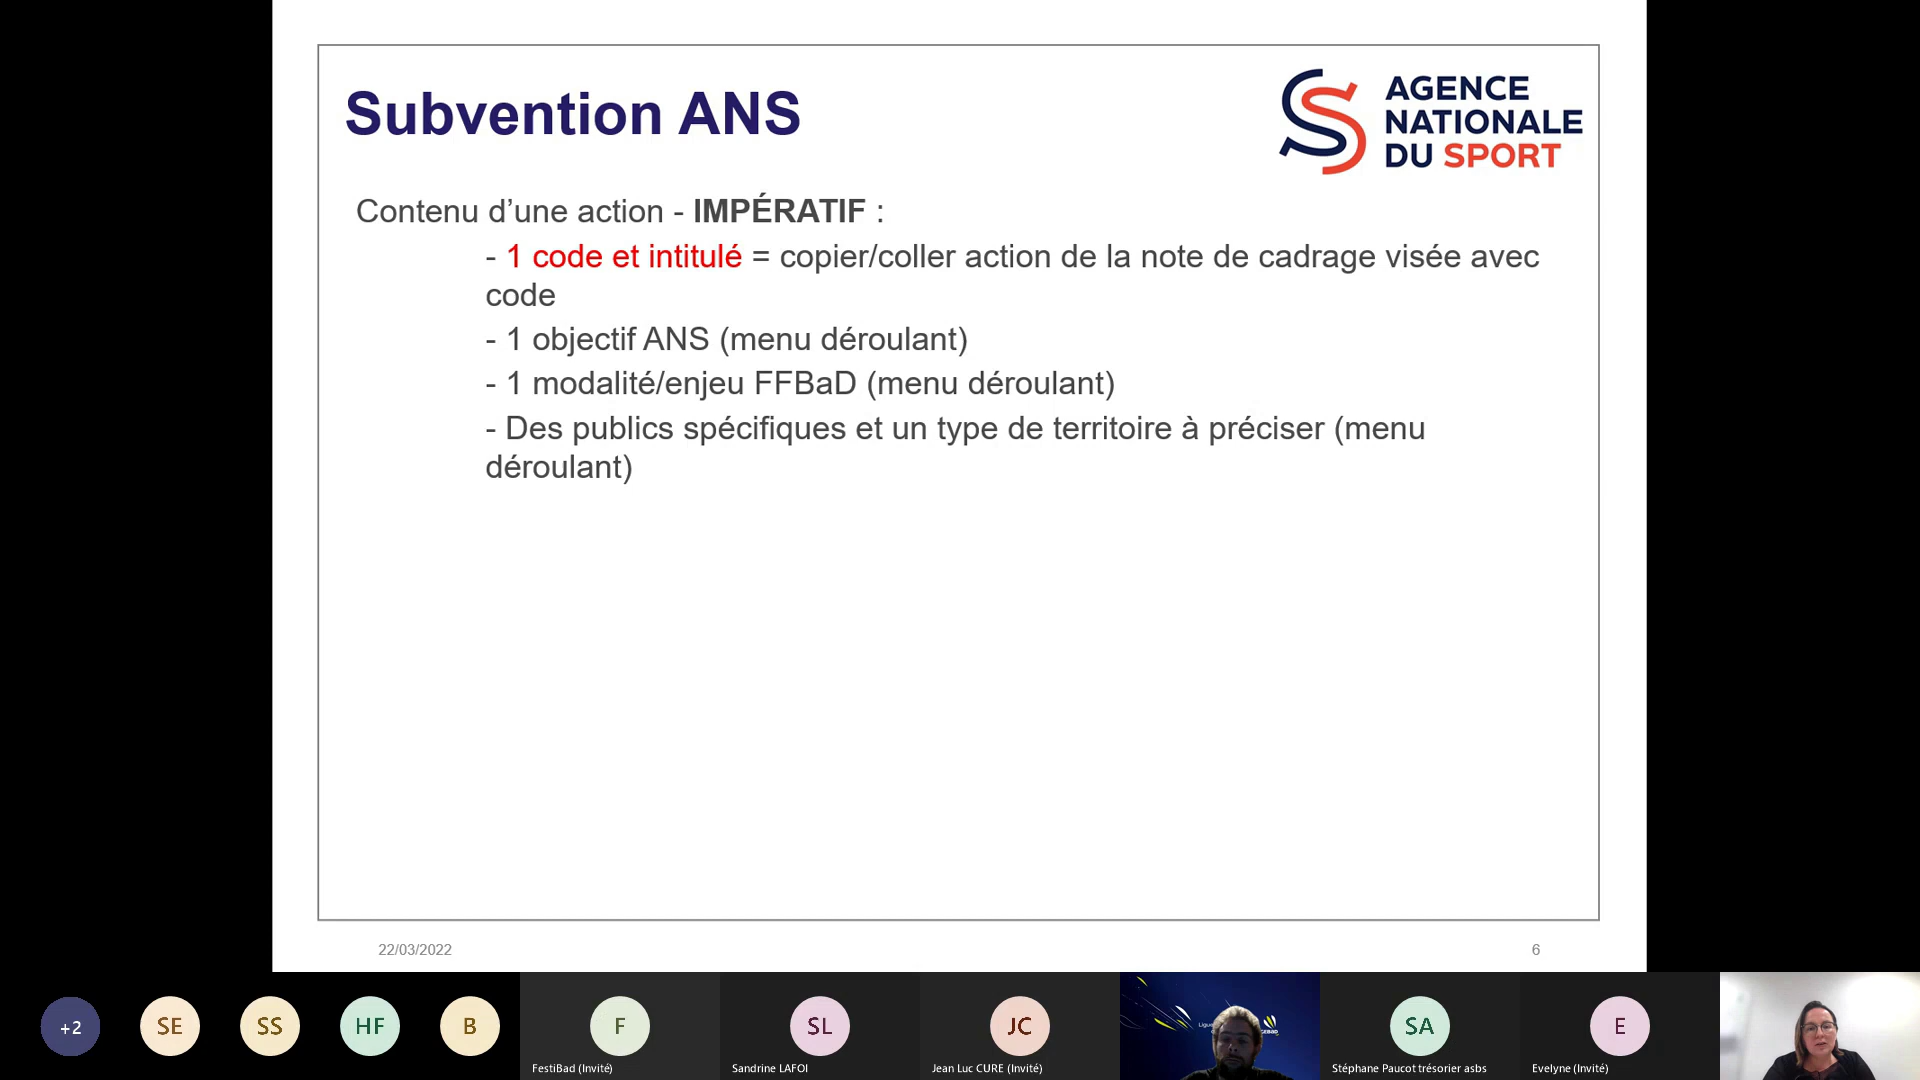 Subvention ANS
AGENCE
NATIONALE
DU SPORT
Contenu d’une action - IMPÉRATIF :
- 1 code et intitulé = copier/coller action de la note de cadrage visée avec
code
- 1 objectif ANS (menu déroulant)
- 1 modalité/enjeu FFBaD (menu déroulant)
- Des publics spécifiques et un type de territoire à préciser (menu
déroulant)
22/03/2022
6
+2
SE
SS
HF
B
F
SL
JC
SA
E
FestiBad (Invité)
Sandrine LAFOI
Jean Luc CURE (Invité)
Stéphane Paucot trésorier asbs
Evelyne (Invité)